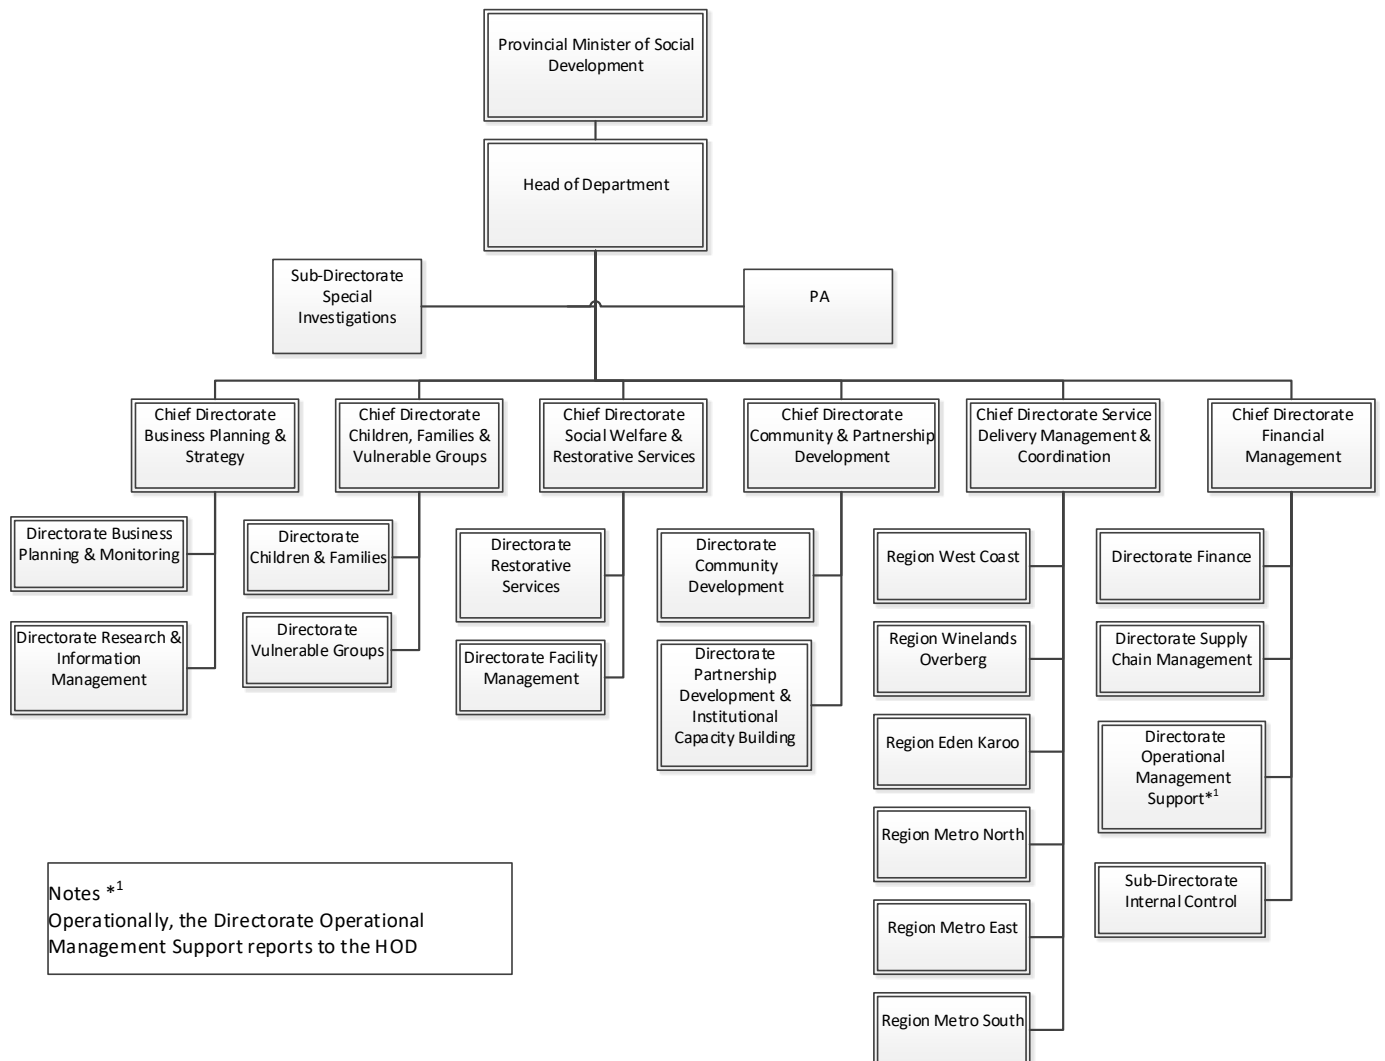 Provincial Minister of Social
Development
Head of Department
Sub-Directorate
Special
Investigations
PA
Chief Directorate
Business Planning &
Strategy
Chief Directorate
Children, Families &
Vulnerable Groups
Chief Directorate
Social Welfare &
Restorative Services
Chief Directorate
Community & Partnership
Development
Chief Directorate Service
Delivery Management &
Coordination
Chief Directorate
Financial
Management
Directorate Business
Planning & Monitoring
Directorate Research &
Information
Management
Directorate
Children & Families
Directorate
Vulnerable Groups
Directorate
Restorative
Services
Directorate Facility
Management
Directorate
Community
Development
Directorate
Partnership
Development &
Institutional
Capacity Building
Region West Coast
Region Winelands
Overberg
Region Eden Karoo
Region Metro North
Region Metro East
Region Metro South
Directorate Finance
Directorate Supply
Chain Management
Directorate
Operational
Management
Support*1
Sub-Directorate
Internal Control
Notes *1
Operationally, the Directorate Operational
Management Support reports to the HOD